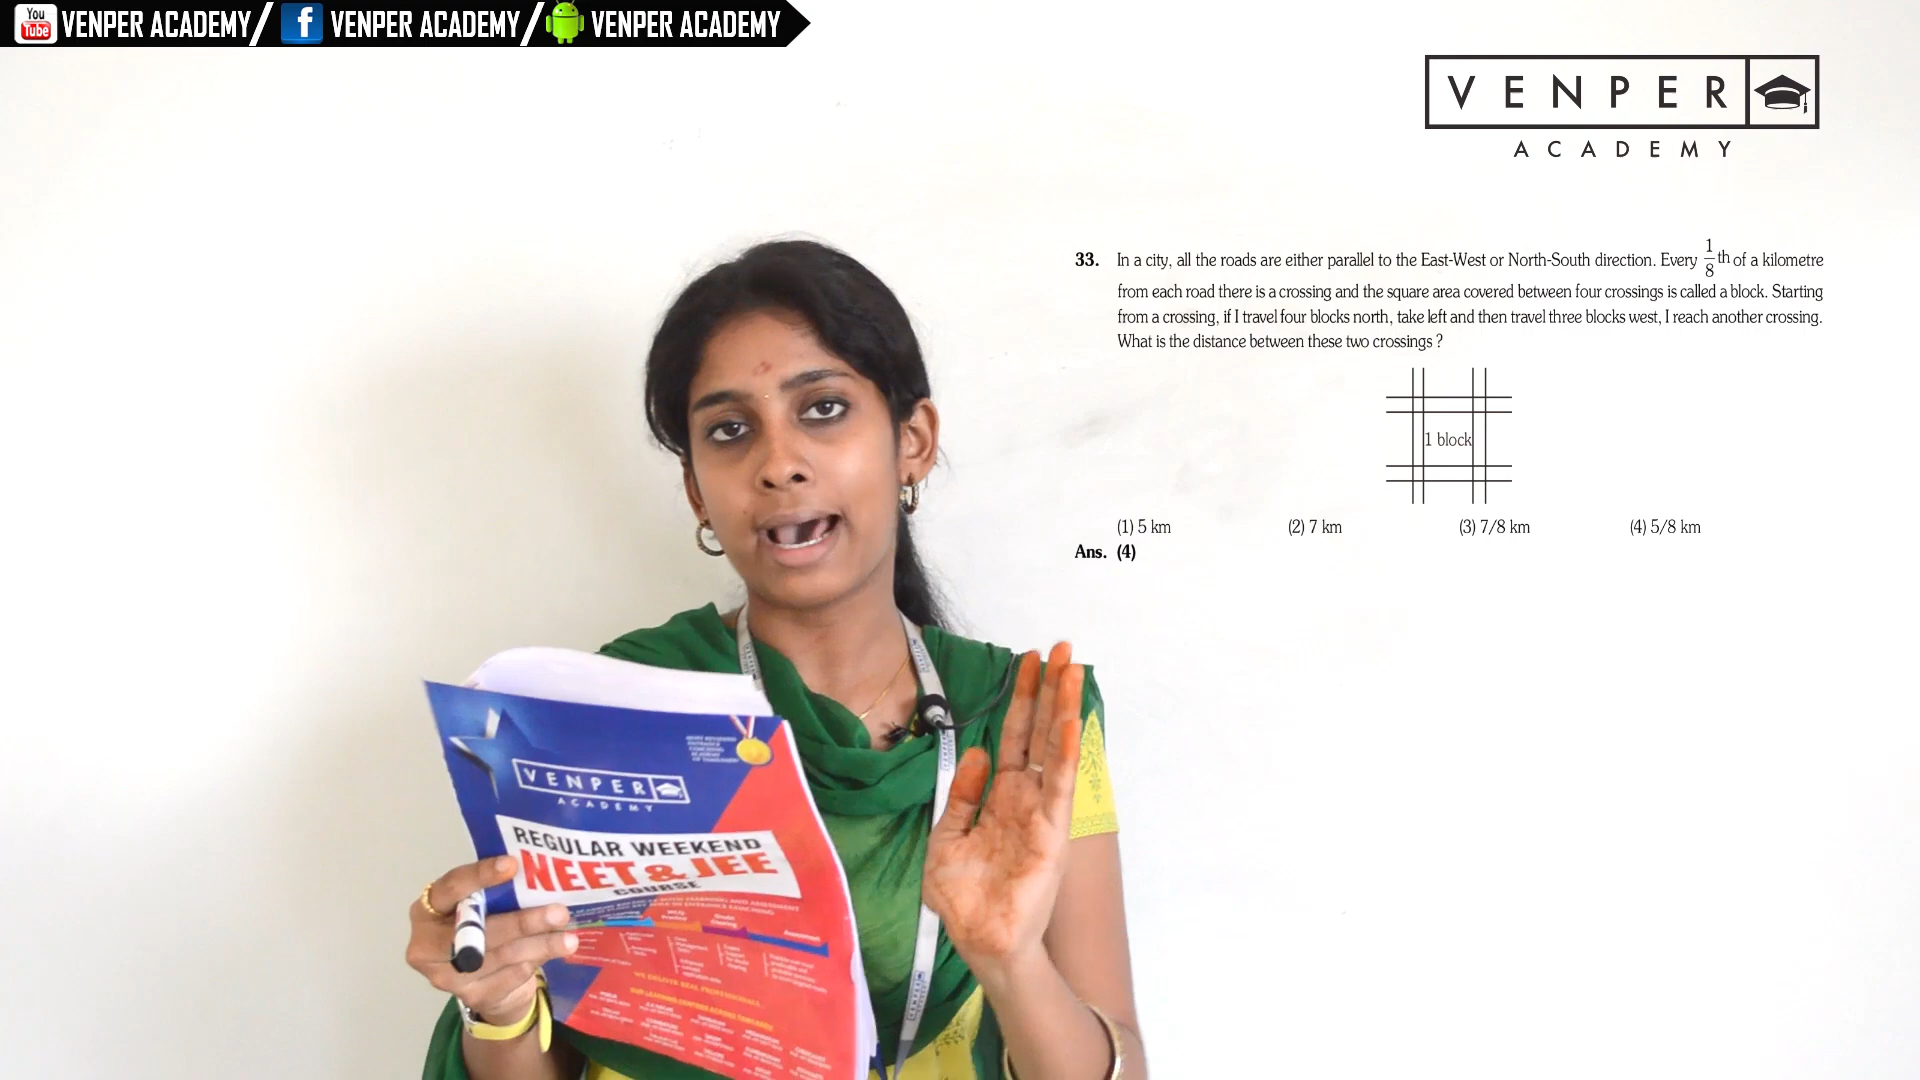 You Tube VENPER ACADEMY / f VENPER ACADEMY / VENPER ACADEMY
VENPER
ACADEMY
33. In a city, all the roads are either parallel to the East-West or North-South direction. Every 1/8 th of a kilometre
from each road there is a crossing and the square area covered between four crossings is called a block. Starting
from a crossing, if I travel four blocks north, take left and then travel three blocks west, I reach another crossing.
What is the distance between these two crossings ?
1 block
(1) 5 km (2) 7 km (3) 7/8 km (4) 5/8 km
Ans. (4)
VENPER
ACADEMY
REGULAR WEEKEND
NEET & JEE
COURSE